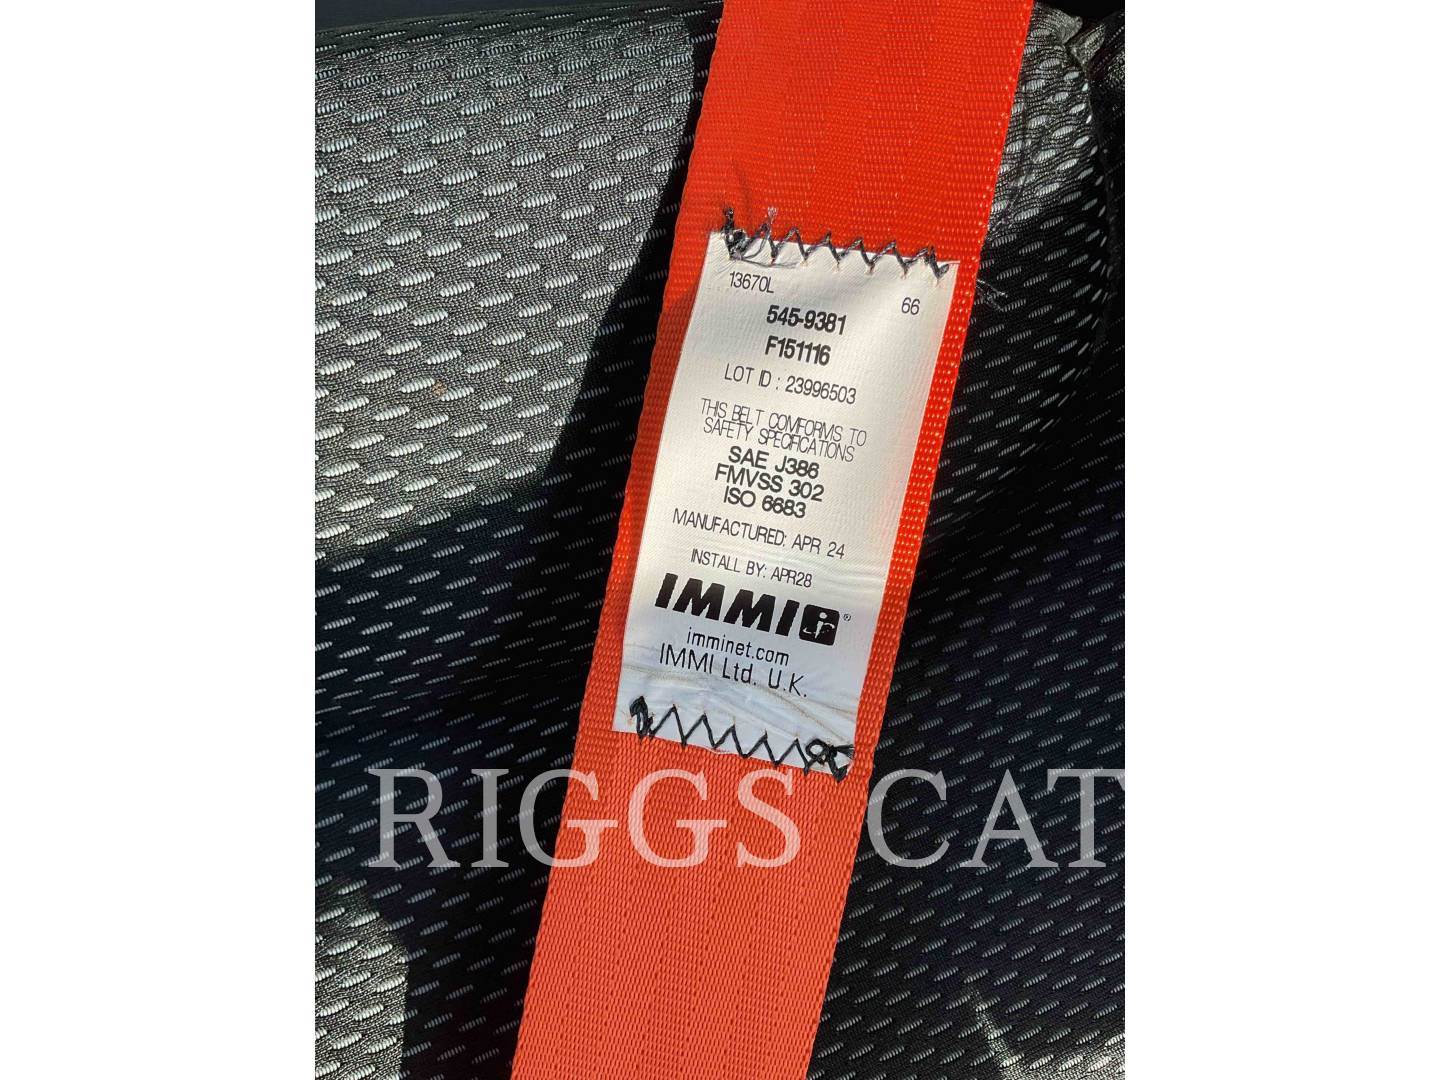 13670L
66
545-9381
F151116
LOT ID : 23996503
THIS BELT COMFORMS TO
SAFETY SPECIFICATIONS
SAE J386
FMVSS 302
ISO 6683
MANUFACTURED: APR 24
INSTALL BY: APR28
IMMI ®
imminet.com
IMMI Ltd. U.K.
RIGGS CAT